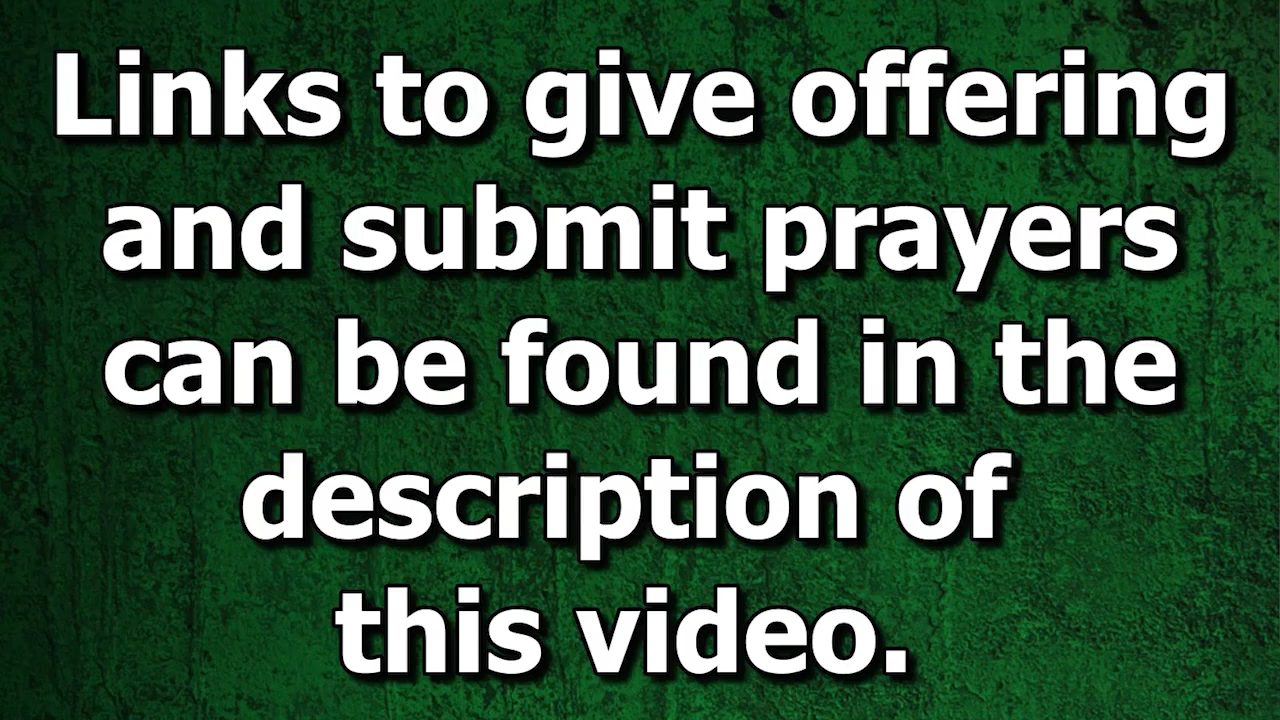 Links to give offering
and submit prayers
can be found in the
description of
this video.